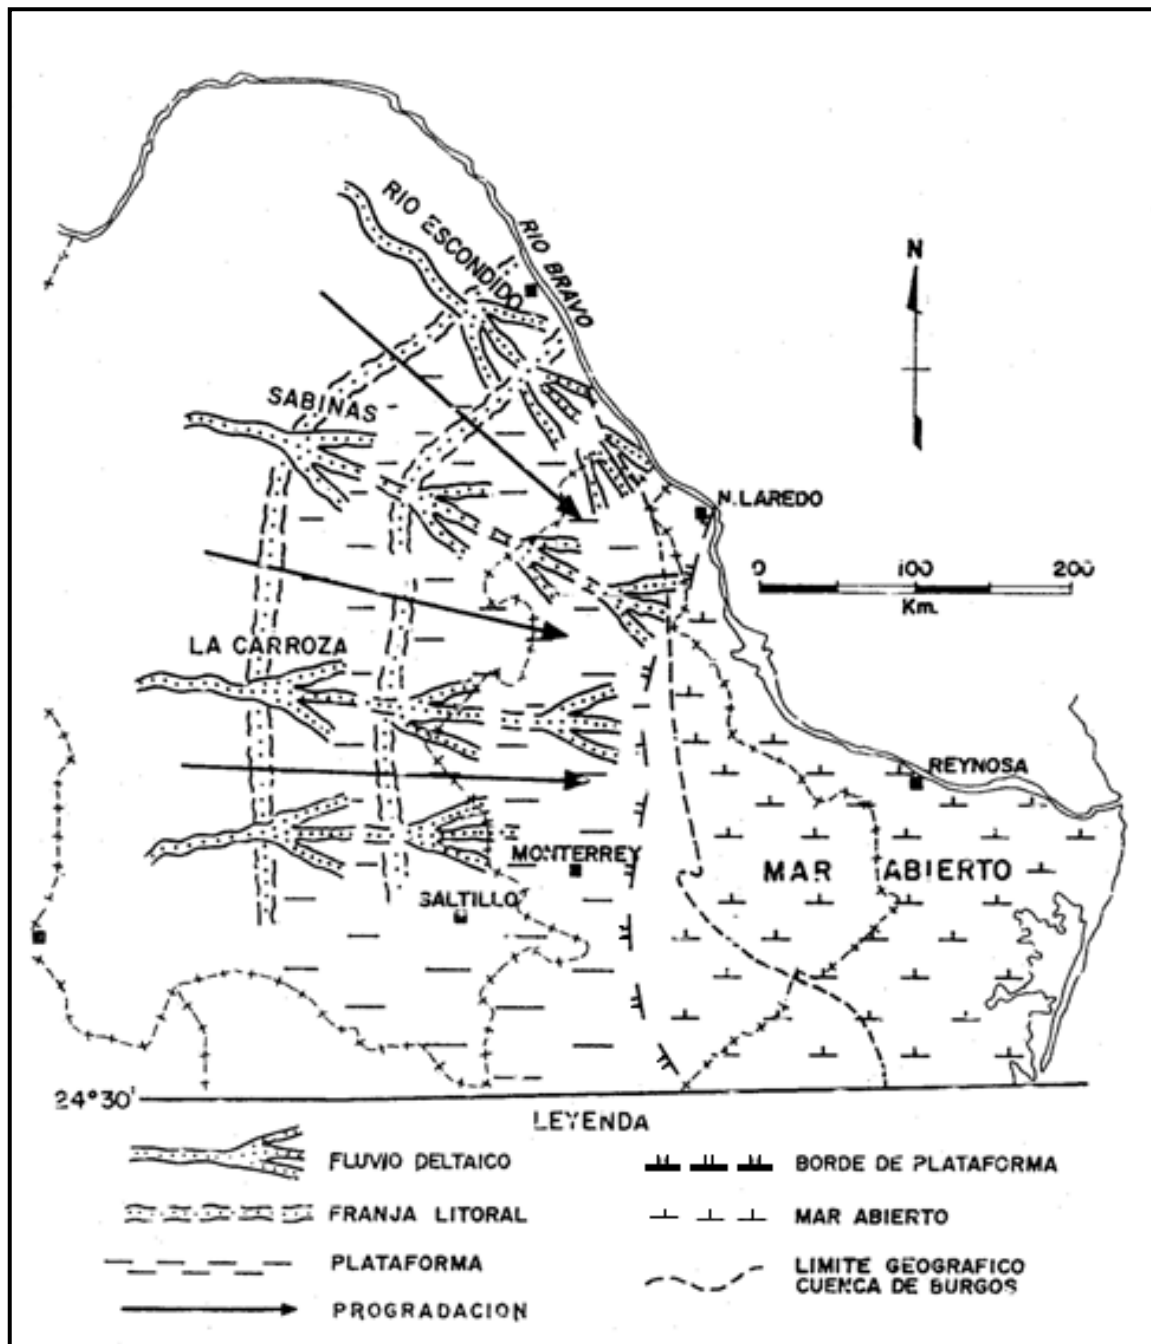 RIO ESCONDIDO
RIO BRAVO
N
SABINAS
N. LAREDO
0 100 200
Km.
LA CARROZA
REYNOSA
MONTERREY
MAR ABIERTO
SALTILLO
24°30'
LEYENDA
FLUVIO DELTAICO
BORDE DE PLATAFORMA
FRANJA LITORAL
MAR ABIERTO
PLATAFORMA
LIMITE GEOGRAFICO
CUENCA DE BURGOS
PROGRADACION